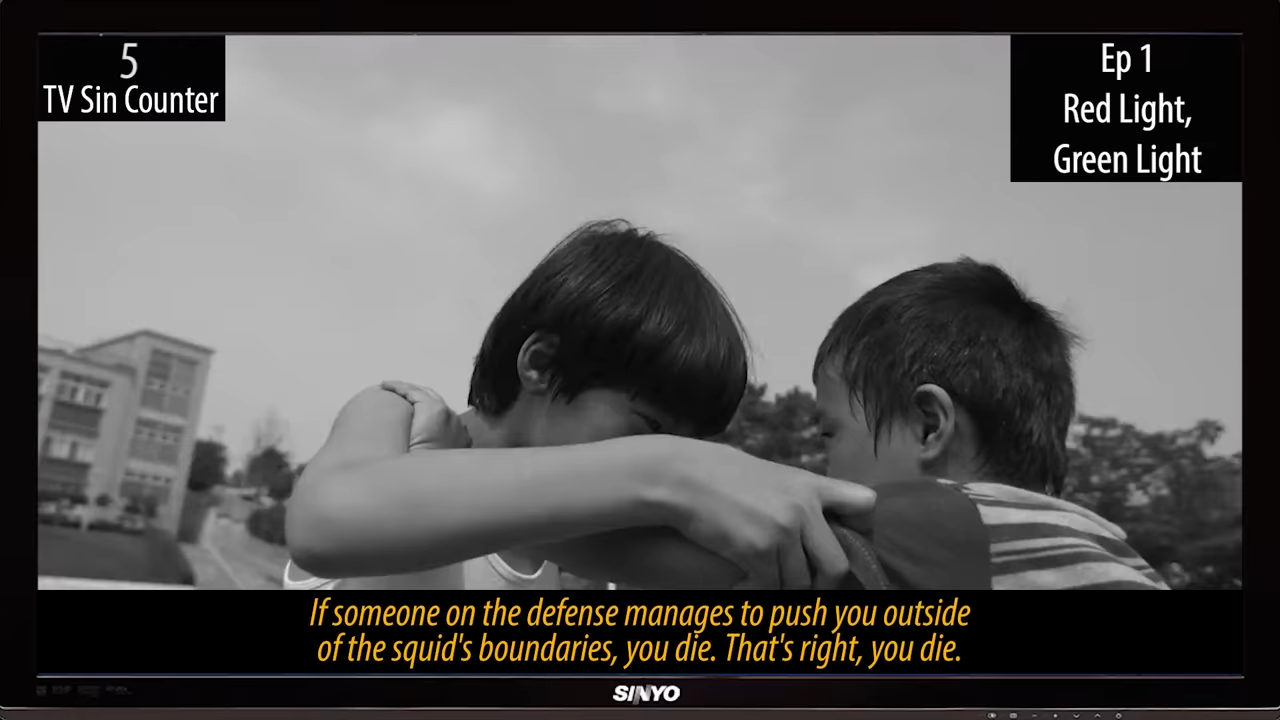 5
TV Sin Counter
Ep 1
Red Light,
Green Light
If someone on the defense manages to push you outside
of the squid's boundaries, you die. That's right, you die.
SINYO